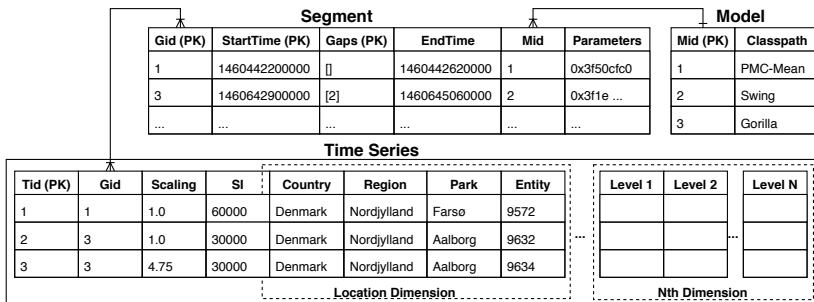 Segment Model
Gid (PK) StartTime (PK) Gaps (PK) EndTime Mid Parameters Mid (PK) Classpath
1 1460442200000 [] 1460442620000 1 0x3f50cfc0 1 PMC-Mean
3 1460642900000 [2] 1460645060000 2 0x3f1e ... 2 Swing
... ... ... ... ... ... 3 Gorilla
Time Series
Tid (PK) Gid Scaling SI Country Region Park Entity Level 1 Level 2 Level N
1 1 1.0 60000 Denmark Nordjylland Farsø 9572
2 3 1.0 30000 Denmark Nordjylland Aalborg 9632 ... ...
3 3 4.75 30000 Denmark Nordjylland Aalborg 9634
Location Dimension Nth Dimension